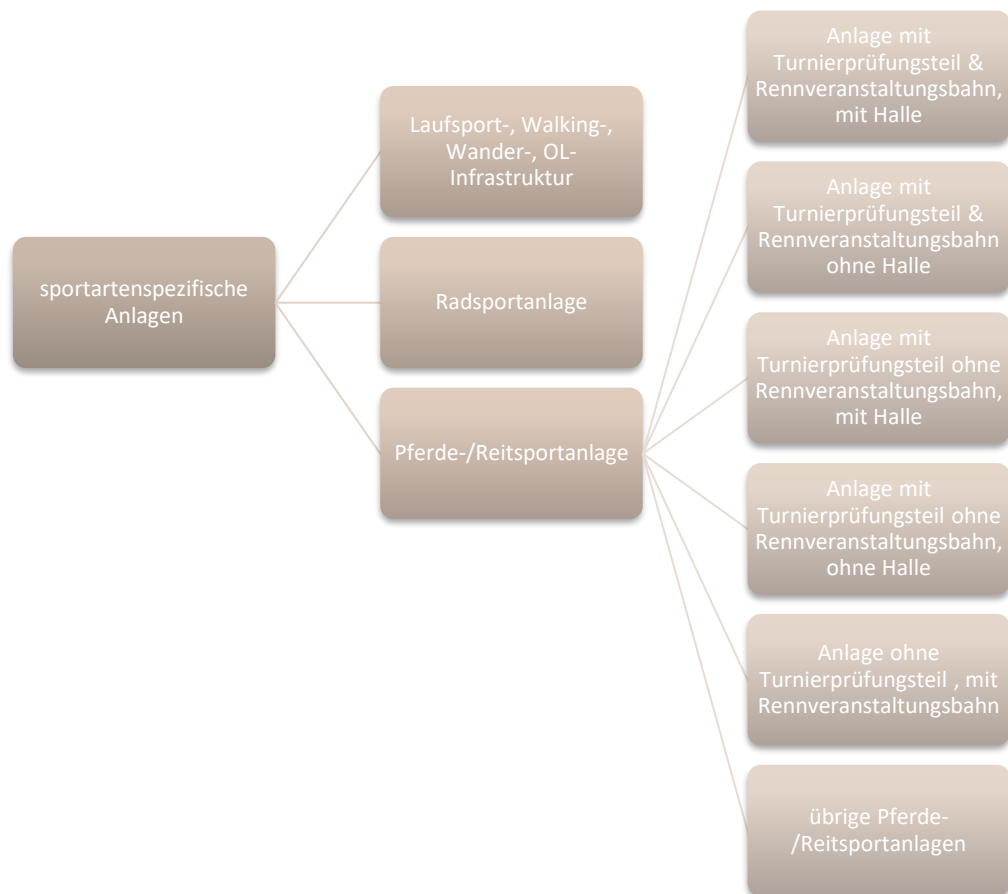 sportartenspezifische
Anlagen
Laufsport-, Walking-,
Wander-, OL-
Infrastruktur
Radsportanlage
Pferde-/Reitsportanlage
Anlage mit
Turnierprüfungsteil &
Rennveranstaltungsbahn,
mit Halle
Anlage mit
Turnierprüfungsteil &
Rennveranstaltungsbahn
ohne Halle
Anlage mit
Turnierprüfungsteil ohne
Rennveranstaltungsbahn,
mit Halle
Anlage mit
Turnierprüfungsteil ohne
Rennveranstaltungsbahn,
ohne Halle
Anlage ohne
Turnierprüfungsteil , mit
Rennveranstaltungsbahn
übrige Pferde-
/Reitsportanlagen